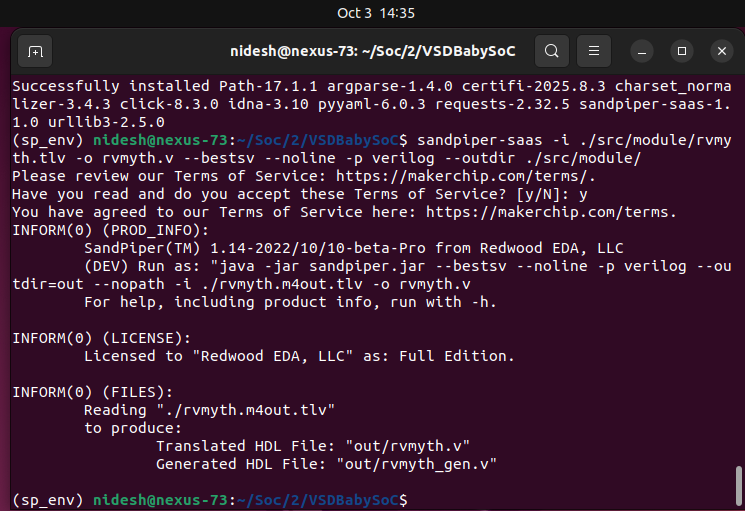 Oct 3 14:35
nidesh@nexus-73: ~/Soc/2/VSDBabySoC
Successfully installed Path-17.1.1 argparse-1.4.0 certifi-2025.8.3 charset_norma
lizer-3.4.3 click-8.3.0 idna-3.10 pyyaml-6.0.3 requests-2.32.5 sandpiper-saas-1.
1.0 urllib3-2.5.0
(sp_env) nidesh@nexus-73:~/Soc/2/VSDBabySoC$ sandpiper-saas -i ./src/module/rvmy
th.tlv -o rvmyth.v --bestsv --noline -p verilog --outdir ./src/module/
Please review our Terms of Service: https://makerchip.com/terms/.
Have you read and do you accept these Terms of Service? [y/N]: y
You have agreed to our Terms of Service here: https://makerchip.com/terms.
INFORM(0) (PROD_INFO):
        SandPiper(TM) 1.14-2022/10/10-beta-Pro from Redwood EDA, LLC
        (DEV) Run as: "java -jar sandpiper.jar --bestsv --noline -p verilog --ou
tdir=out --nopath -i ./rvmyth.m4out.tlv -o rvmyth.v
        For help, including product info, run with -h.
INFORM(0) (LICENSE):
        Licensed to "Redwood EDA, LLC" as: Full Edition.
INFORM(0) (FILES):
        Reading "./rvmyth.m4out.tlv"
        to produce:
                Translated HDL File: "out/rvmyth.v"
                Generated HDL File: "out/rvmyth_gen.v"
(sp_env) nidesh@nexus-73:~/Soc/2/VSDBabySoC$